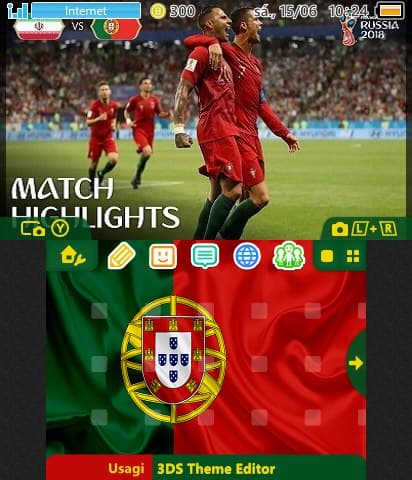 Internet
300
sá., 15/06
10:24
VS
RUSSIA
2018
MATCH
HIGHLIGHTS
Y
L+R
Usagi
3DS Theme Editor